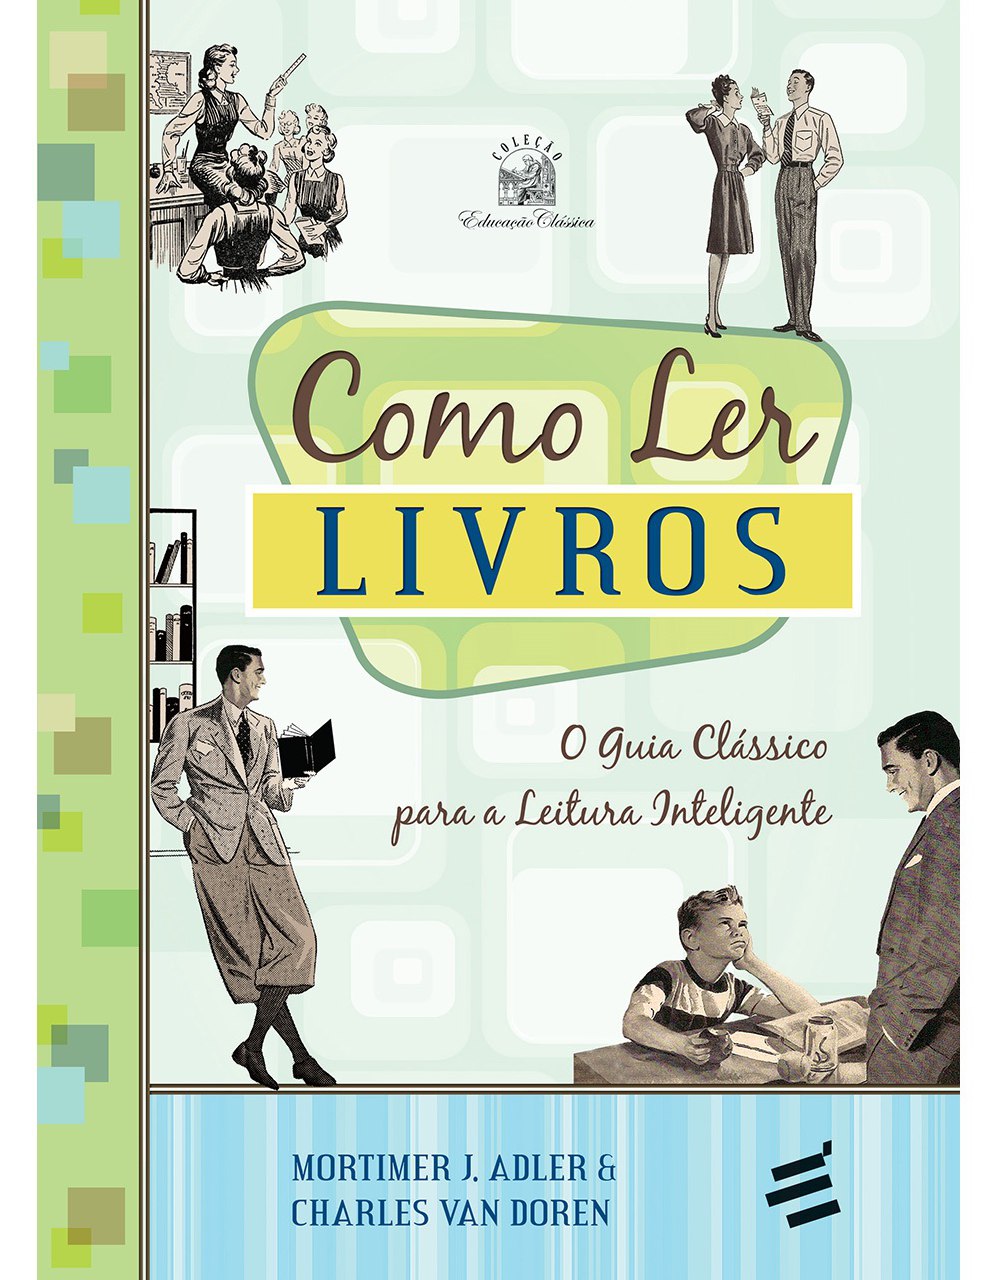 COLEÇÃO
Educação Clássica
Como Ler
LIVROS
O Guia Clássico
para a Leitura Inteligente
MORTIMER J. ADLER &
CHARLES VAN DOREN